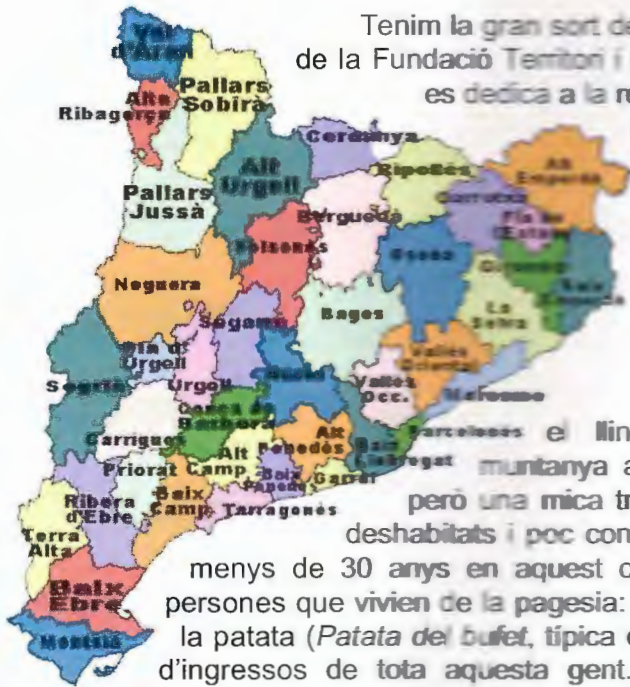 Tenim la gran sort de
de la Fundació Territori i
es dedica a la
Val
d'Aran
Pallars
Sobirà
Alta
Ribagorça
Cerdanya
Ripollès
Alt
Empordà
Alt
Urgell
Garrotxa
Pla de
l'Estany
Pallars
Jussà
Berguedà
Solsonès
Osona
Gironès
Baix
Empordà
Noguera
Bages
La
Selva
Segarra
Pla d'
Urgell
Urgell
Vallès
Oriental
Segrià
Vallès
Occ.
Maresme
Conca de
Barberà
Barcelonès
Garrigues
Alt
Camp
Alt
Penedès
Baix
Llobregat
Priorat
Baix
Penedès
Garraf
Ribera
d'Ebre
Baix
Camp
Tarragonès
Terra
Alta
Baix
Ebre
Montsià
el
muntanya
però una mica
deshabitats i poc
menys de 30 anys en aquest
persones que vivien de la pagesia:
la patata (Patata del bufet, típica
d'ingressos de tota aquesta gent.